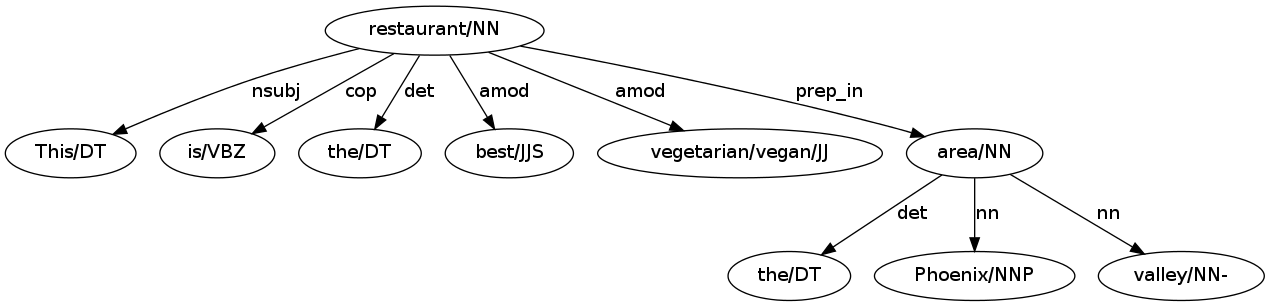 restaurant/NN
nsubj cop det amod amod prep_in
This/DT is/VBZ the/DT best/JJS vegetarian/vegan/JJ area/NN
det nn nn
the/DT Phoenix/NNP valley/NN-